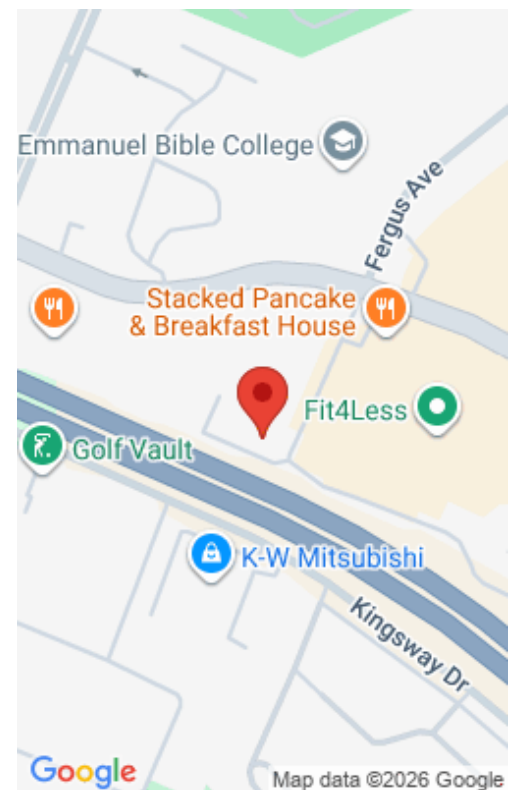 Emmanuel Bible College
Fergus Ave
Stacked Pancake
& Breakfast House
Fit4Less
Golf Vault
K-W Mitsubishi
Kingsway Dr
Google
Map data ©2026 Google